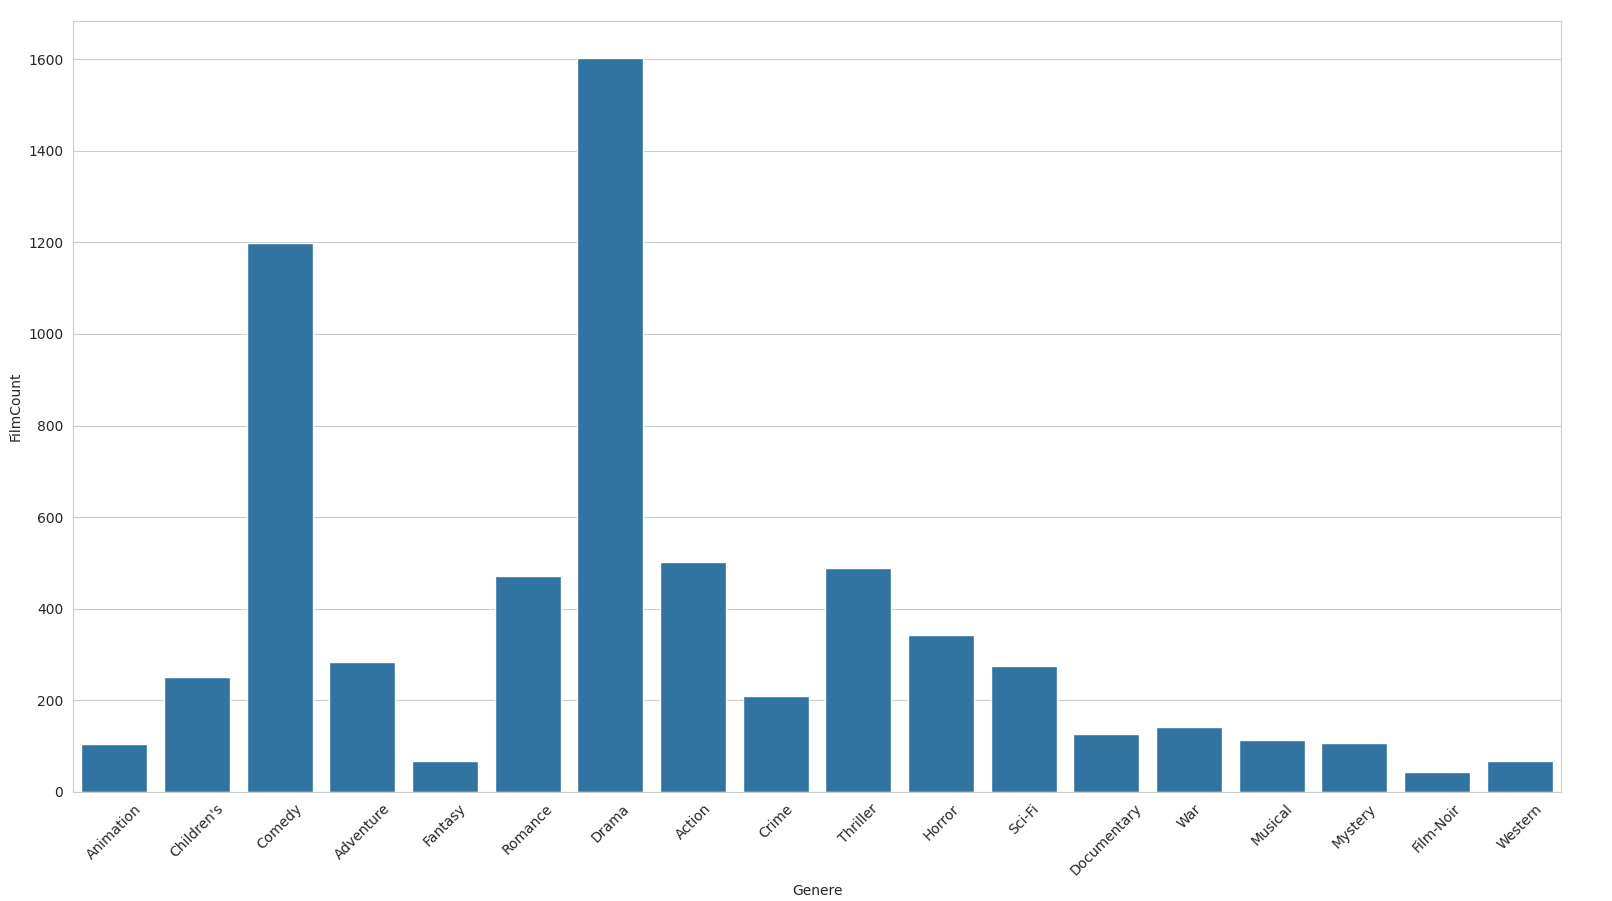 1600
1400
1200
1000
800
600
400
200
0
FilmCount
Animation
Children's
Comedy
Adventure
Fantasy
Romance
Drama
Action
Crime
Thriller
Horror
Sci-Fi
Documentary
War
Musical
Mystery
Film-Noir
Western
Genere